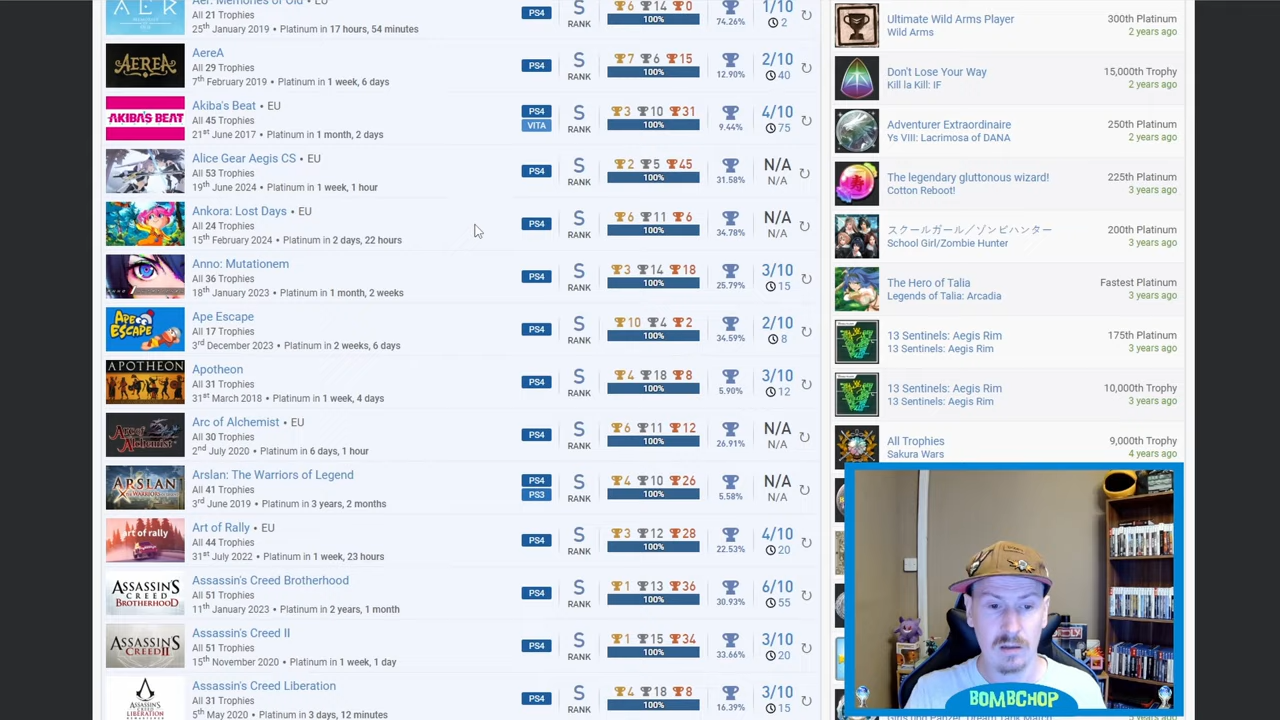 Aer: Memories of Old • EU
All 21 Trophies
25th January 2019 • Platinum in 17 hours, 54 minutes
6 14 0
100%
74.26%
1/10
2
AEREA
AereA
All 29 Trophies
7th February 2019 • Platinum in 1 week, 6 days
PS4
S RANK
7 6 15
100%
12.90%
2/10
40
AKIBA'S BEAT
Akiba's Beat • EU
All 45 Trophies
21st June 2017 • Platinum in 1 month, 2 days
PS4
VITA
S RANK
3 10 31
100%
9.44%
4/10
75
Alice Gear Aegis CS • EU
All 53 Trophies
19th June 2024 • Platinum in 1 week, 1 hour
PS4
S RANK
2 5 45
100%
31.58%
N/A
N/A
Ankora: Lost Days • EU
All 24 Trophies
15th February 2024 • Platinum in 2 days, 22 hours
PS4
S RANK
6 11 6
100%
34.78%
N/A
N/A
Anno: Mutationem
All 36 Trophies
18th January 2023 • Platinum in 1 month, 2 weeks
PS4
S RANK
3 14 18
100%
25.79%
3/10
15
APE ESCAPE
Ape Escape
All 17 Trophies
3rd December 2023 • Platinum in 2 weeks, 6 days
PS4
S RANK
10 4 2
100%
34.59%
2/10
8
APOTHEON
Apotheon
All 31 Trophies
31st March 2018 • Platinum in 1 week, 4 days
PS4
S RANK
4 18 8
100%
5.90%
3/10
12
Arc of Alchemist
Arc of Alchemist • EU
All 30 Trophies
2nd July 2020 • Platinum in 6 days, 1 hour
PS4
S RANK
6 11 12
100%
26.91%
N/A
N/A
ARSLAN
Arslan: The Warriors of Legend
All 41 Trophies
3rd June 2019 • Platinum in 3 years, 2 months
PS4
PS3
S RANK
4 10 26
100%
5.58%
N/A
N/A
art of rally
Art of Rally • EU
All 44 Trophies
31st July 2022 • Platinum in 1 week, 23 hours
PS4
S RANK
3 12 28
100%
22.53%
4/10
20
ASSASSIN'S CREED BROTHERHOOD
Assassin's Creed Brotherhood
All 51 Trophies
11th January 2023 • Platinum in 2 years, 1 month
PS4
S RANK
1 13 36
100%
30.93%
6/10
55
ASSASSIN'S CREED II
Assassin's Creed II
All 51 Trophies
15th November 2020 • Platinum in 1 week, 1 day
PS4
S RANK
1 15 34
100%
33.66%
3/10
20
ASSASSIN'S CREED LIBERATION
Assassin's Creed Liberation
All 31 Trophies
5th May 2020 • Platinum in 3 days, 12 minutes
PS4
S RANK
4 18 8
100%
16.39%
3/10
15
Ultimate Wild Arms Player
Wild Arms
300th Platinum
2 years ago
Don't Lose Your Way
Kill la Kill: IF
15,000th Trophy
2 years ago
Adventurer Extraordinaire
Ys VIII: Lacrimosa of DANA
250th Platinum
2 years ago
The legendary gluttonous wizard!
Cotton Reboot!
225th Platinum
3 years ago
スクールガール／ゾンビハンター
School Girl/Zombie Hunter
200th Platinum
3 years ago
The Hero of Talia
Legends of Talia: Arcadia
Fastest Platinum
3 years ago
13 Sentinels: Aegis Rim
13 Sentinels: Aegis Rim
175th Platinum
3 years ago
13 Sentinels: Aegis Rim
13 Sentinels: Aegis Rim
10,000th Trophy
3 years ago
All Trophies
Sakura Wars
9,000th Trophy
4 years ago
BOMBCHOP